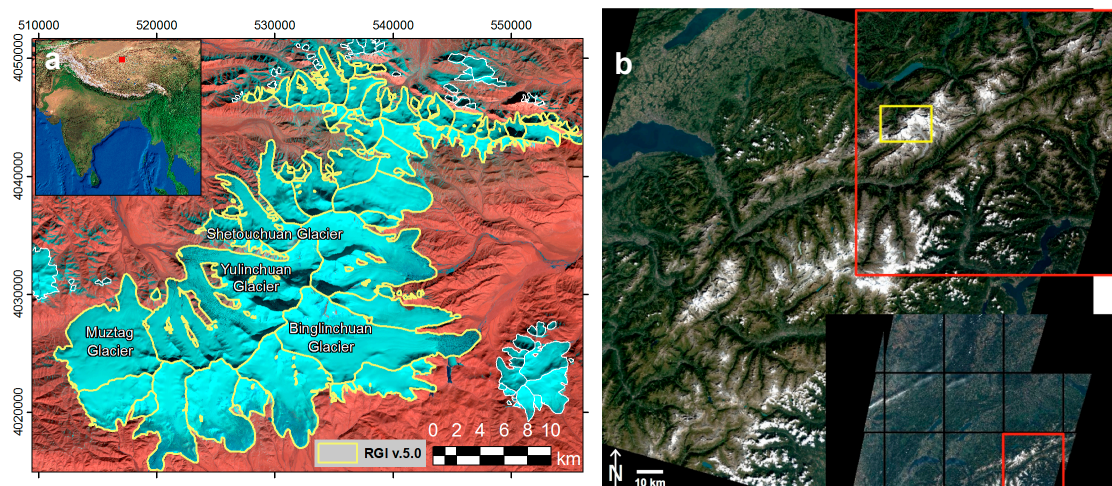 510000 520000 530000 540000 550000
4050000
4040000
4030000
4020000
a
Shetouchuan Glacier
Yulinchuan
Glacier
Binglinchuan
Glacier
Muztag
Glacier
RGI v.5.0
0 2 4 6 8 10
km
b
N
10 km